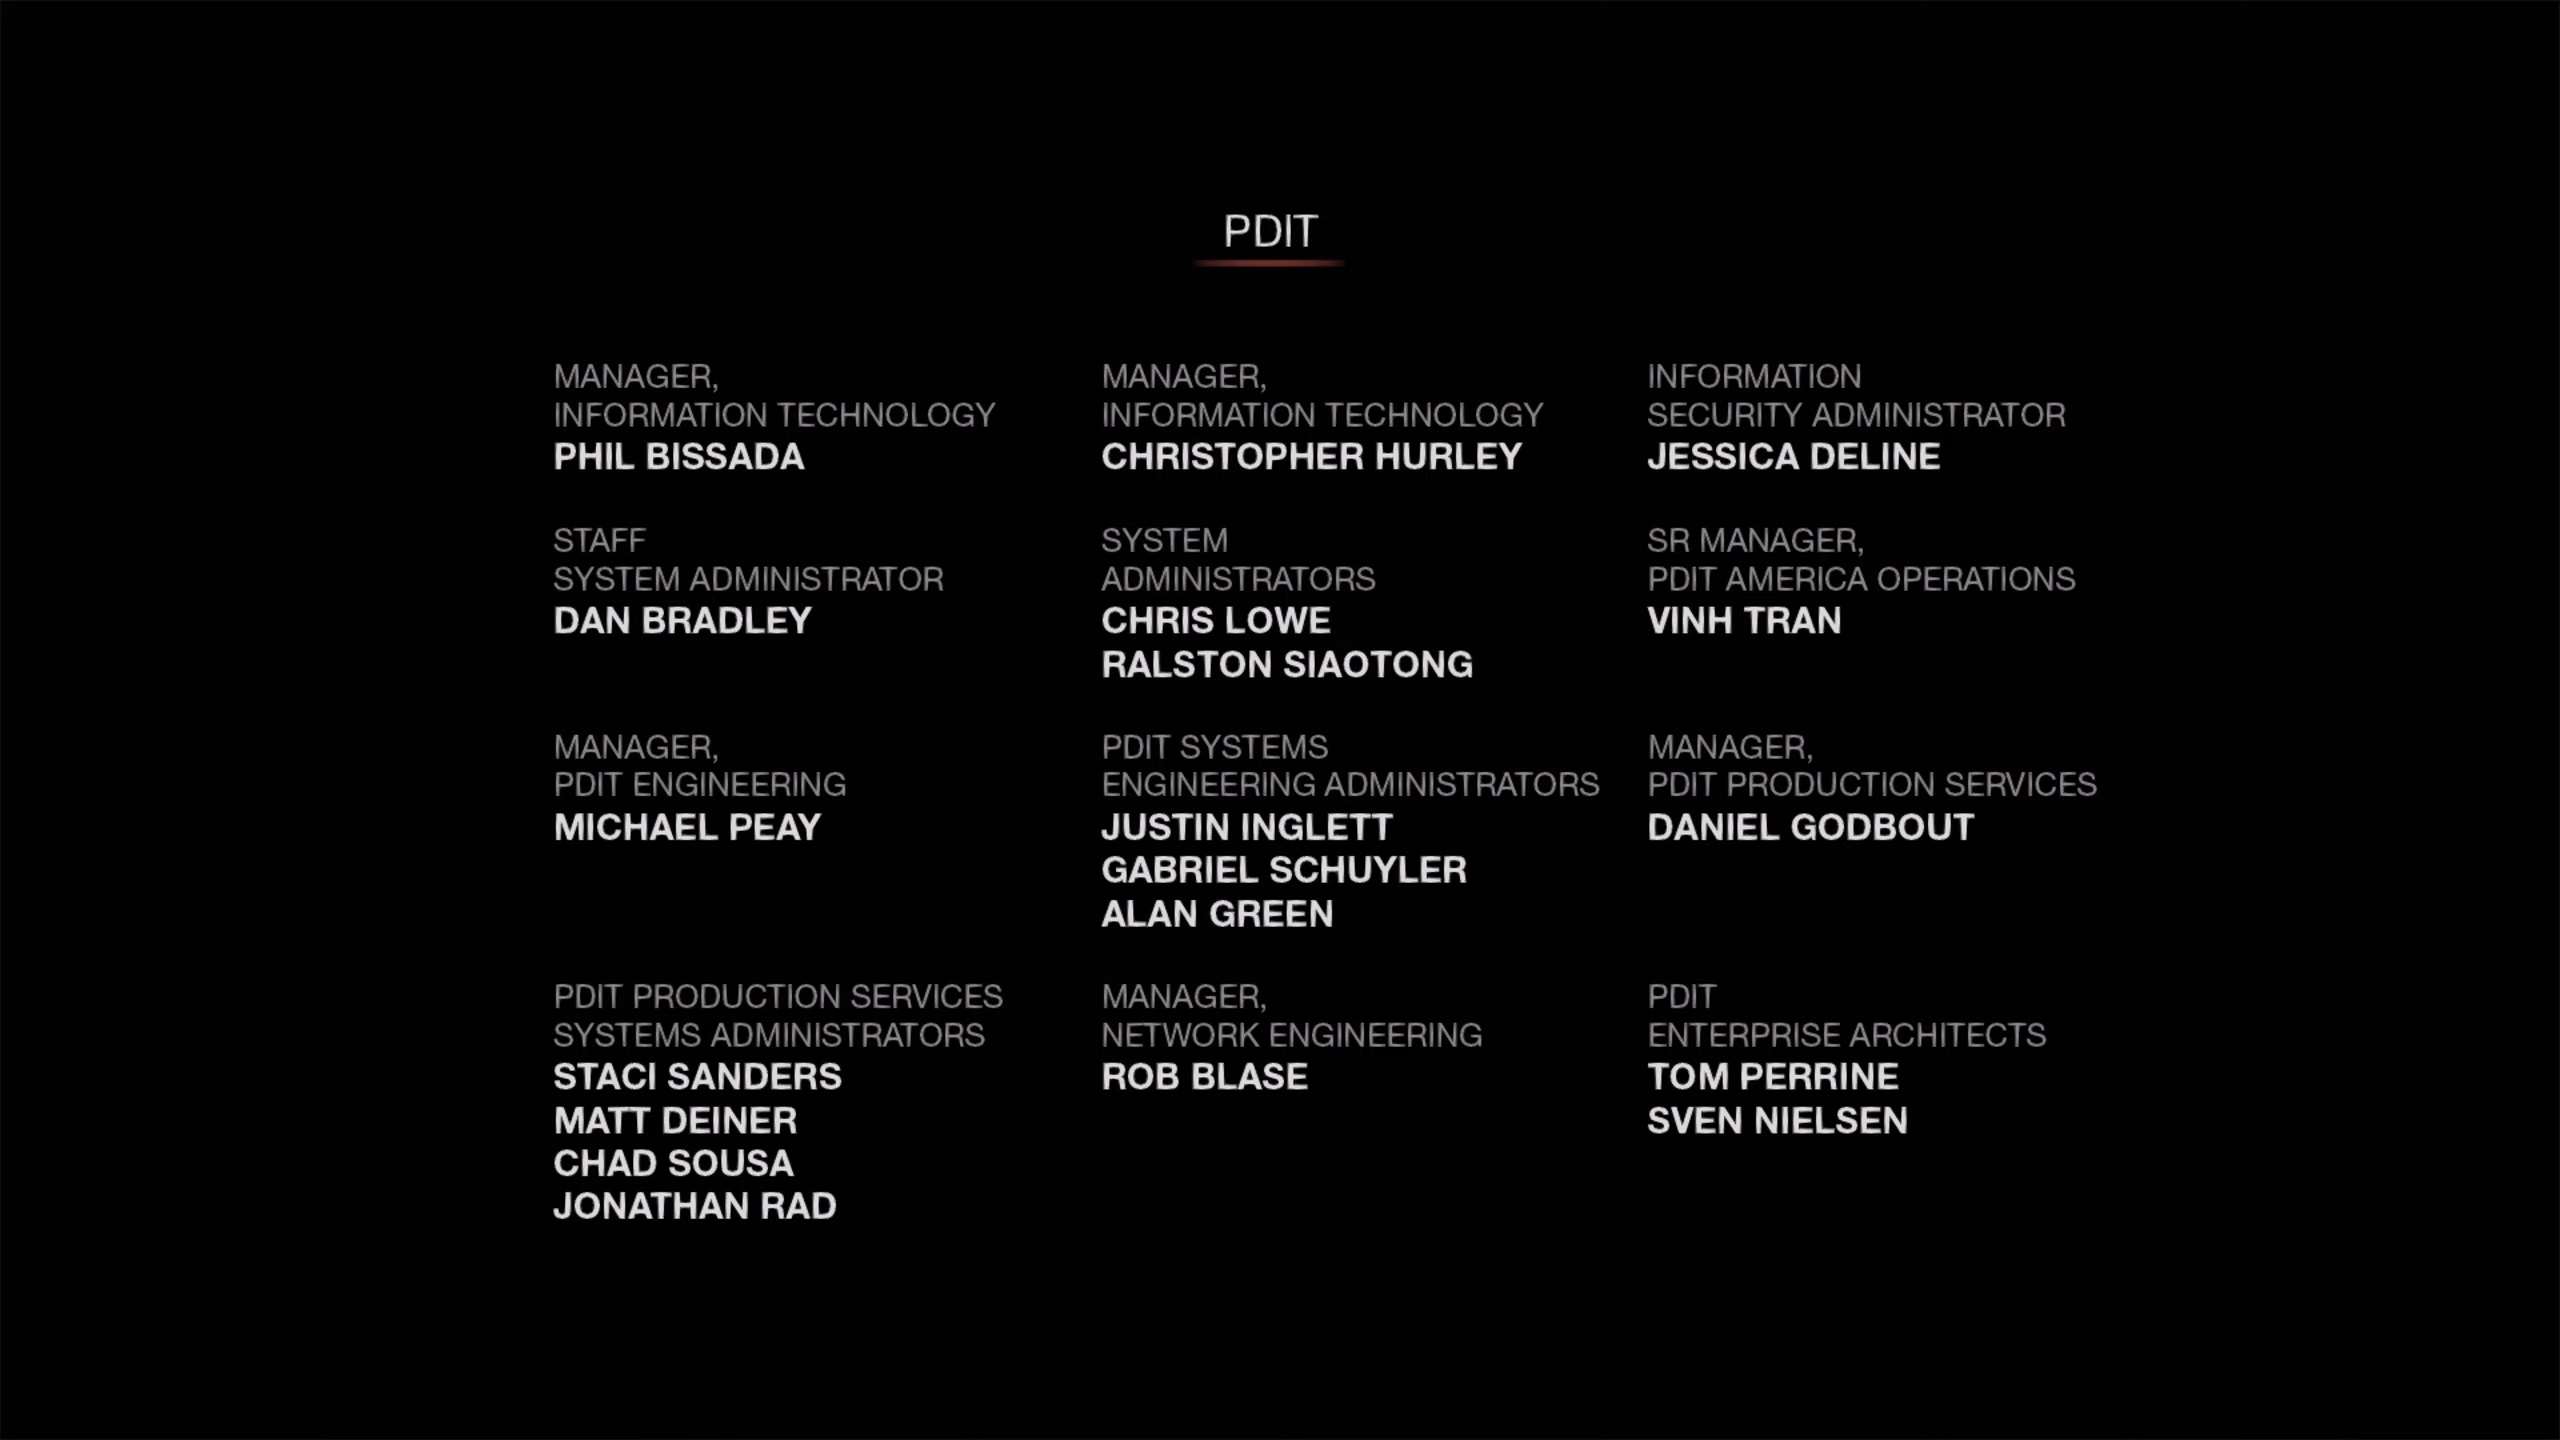 PDIT
MANAGER,
INFORMATION TECHNOLOGY
PHIL BISSADA
MANAGER,
INFORMATION TECHNOLOGY
CHRISTOPHER HURLEY
INFORMATION
SECURITY ADMINISTRATOR
JESSICA DELINE
STAFF
SYSTEM ADMINISTRATOR
DAN BRADLEY
SYSTEM
ADMINISTRATORS
CHRIS LOWE
RALSTON SIAOTONG
SR MANAGER,
PDIT AMERICA OPERATIONS
VINH TRAN
MANAGER,
PDIT ENGINEERING
MICHAEL PEAY
PDIT SYSTEMS
ENGINEERING ADMINISTRATORS
JUSTIN INGLETT
GABRIEL SCHUYLER
ALAN GREEN
MANAGER,
PDIT PRODUCTION SERVICES
DANIEL GODBOUT
PDIT PRODUCTION SERVICES
SYSTEMS ADMINISTRATORS
STACI SANDERS
MATT DEINER
CHAD SOUSA
JONATHAN RAD
MANAGER,
NETWORK ENGINEERING
ROB BLASE
PDIT
ENTERPRISE ARCHITECTS
TOM PERRINE
SVEN NIELSEN